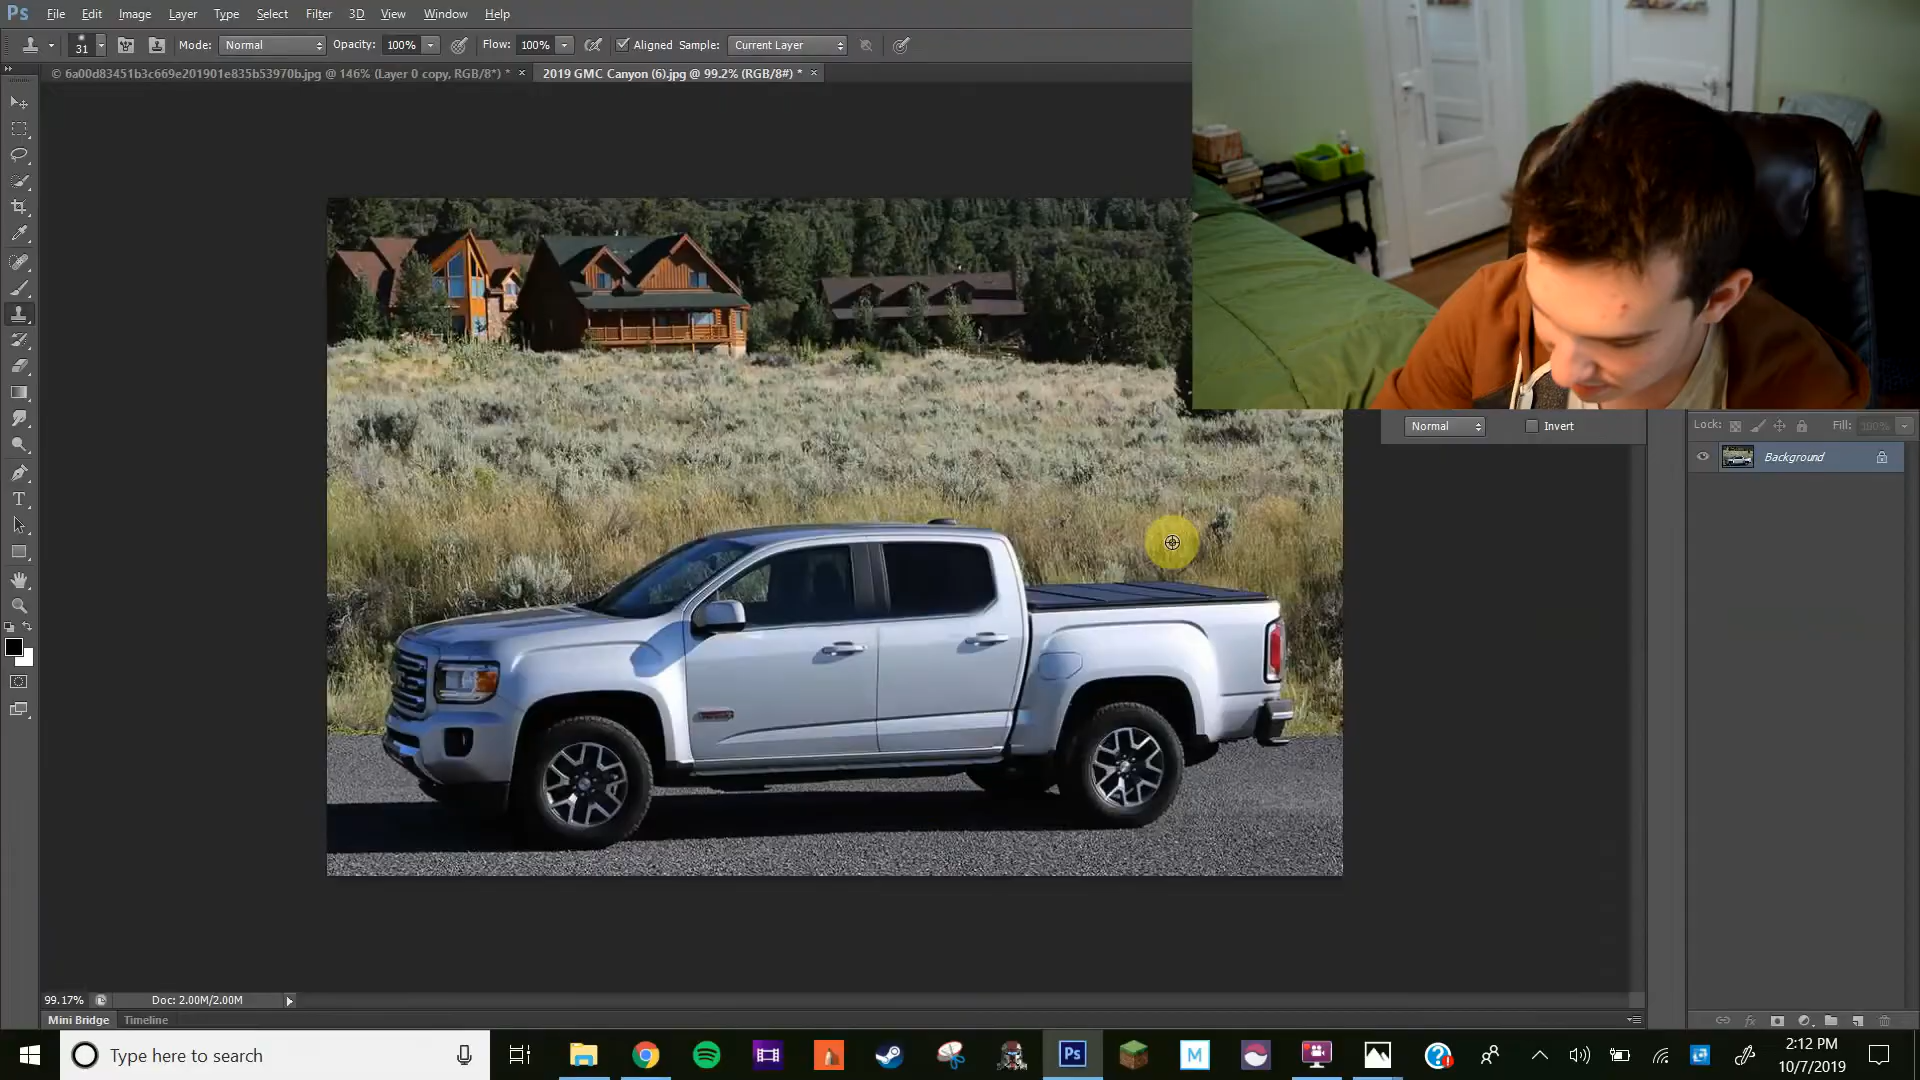 Ps File Edit Image Layer Type Select Filter 3D View Window Help
31 Mode: Normal Opacity: 100% Flow: 100% Aligned Sample: Current Layer
© 6a00d83451b3c669e201901e835b53970b.jpg @ 146% (Layer 0 copy, RGB/8*) * × 2019 GMC Canyon (6).jpg @ 99.2% (RGB/8#) * ×
Normal Invert
Lock: Fill: 100%
Background
T
99.17% Doc: 2.00M/2.00M
Mini Bridge Timeline
Type here to search
Ps M
2:12 PM
10/7/2019